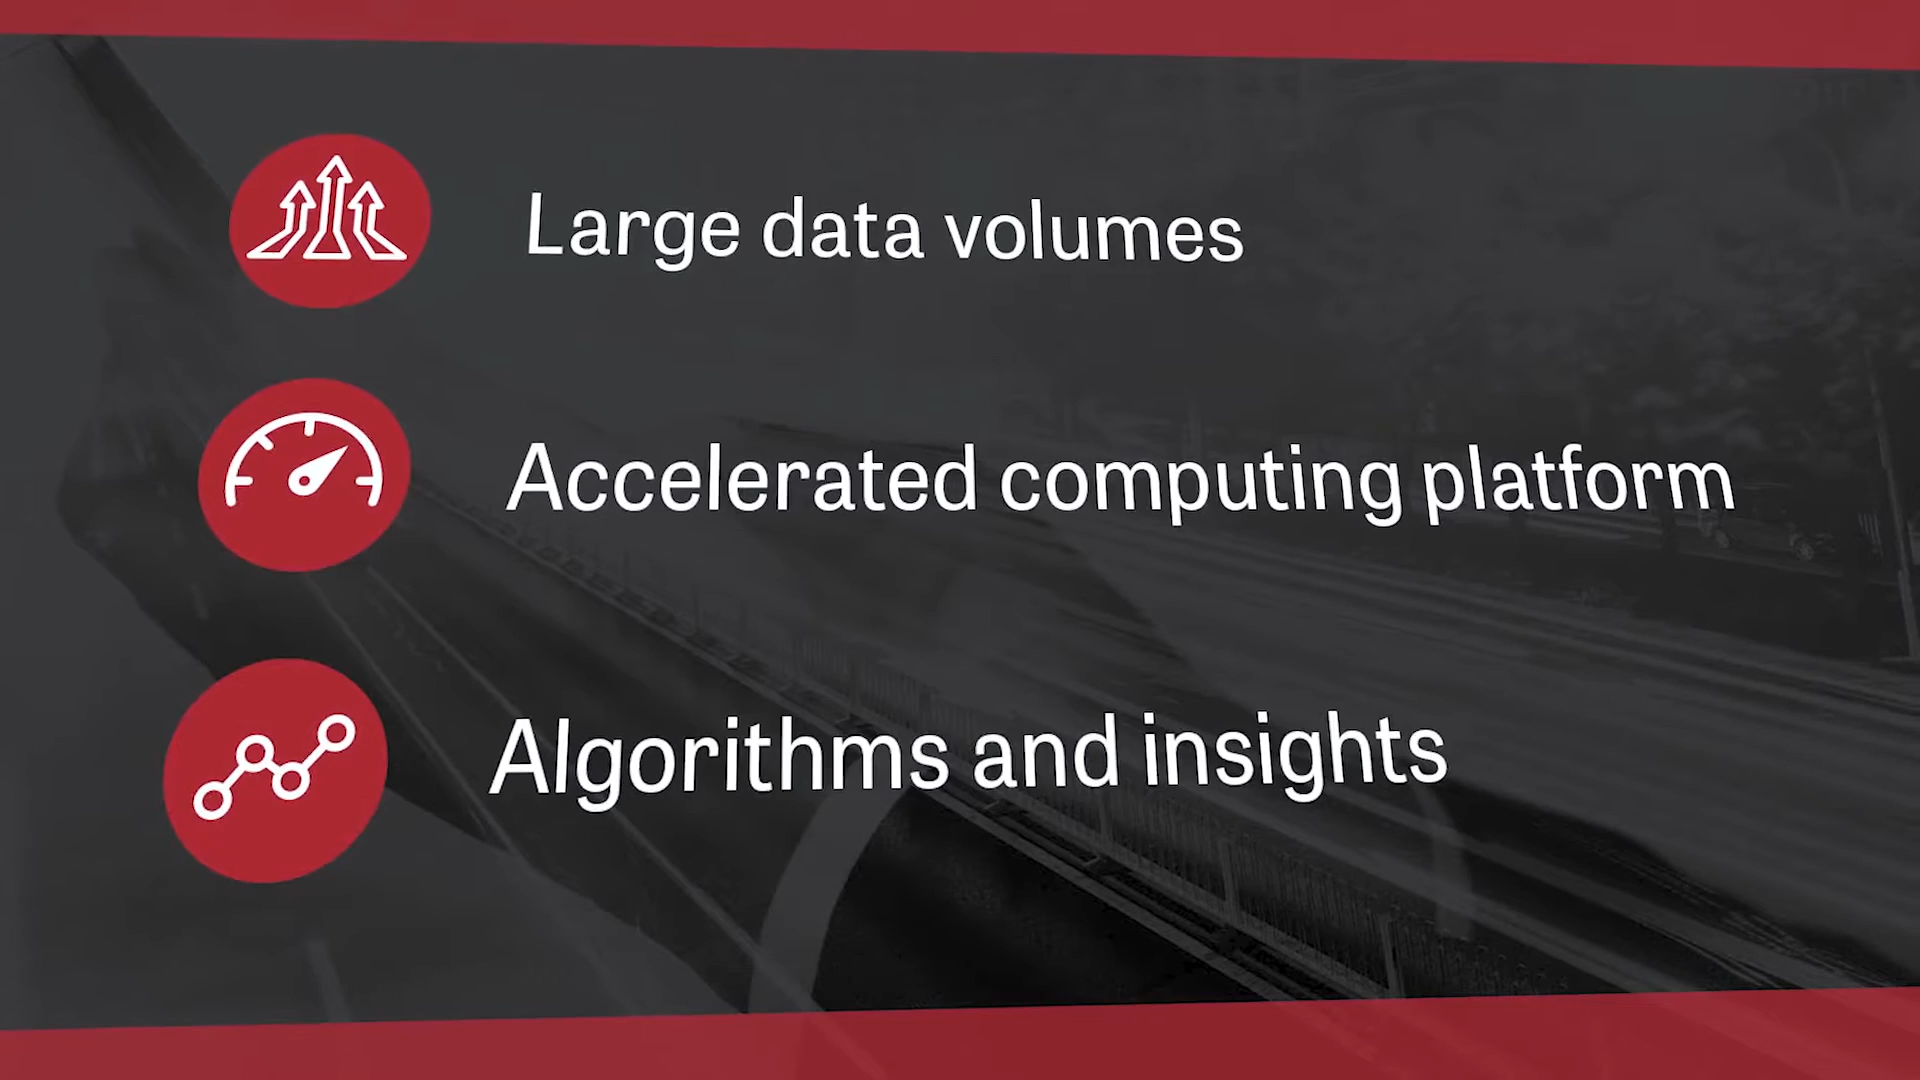 Large data volumes
Accelerated computing platform
Algorithms and insights